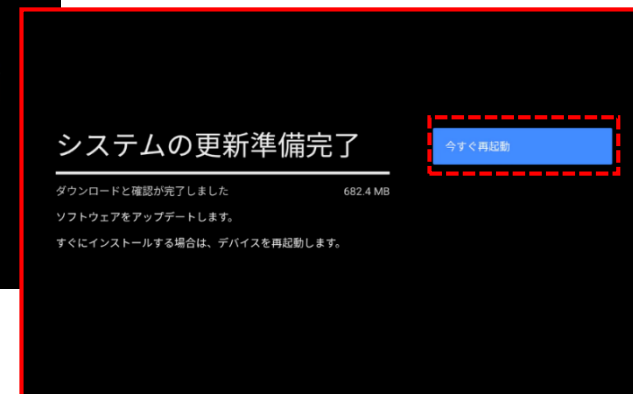 システムの更新準備完了
今すぐ再起動
ダウンロードと確認が完了しました 682.4 MB
ソフトウェアをアップデートします。
すぐにインストールする場合は、デバイスを再起動します。